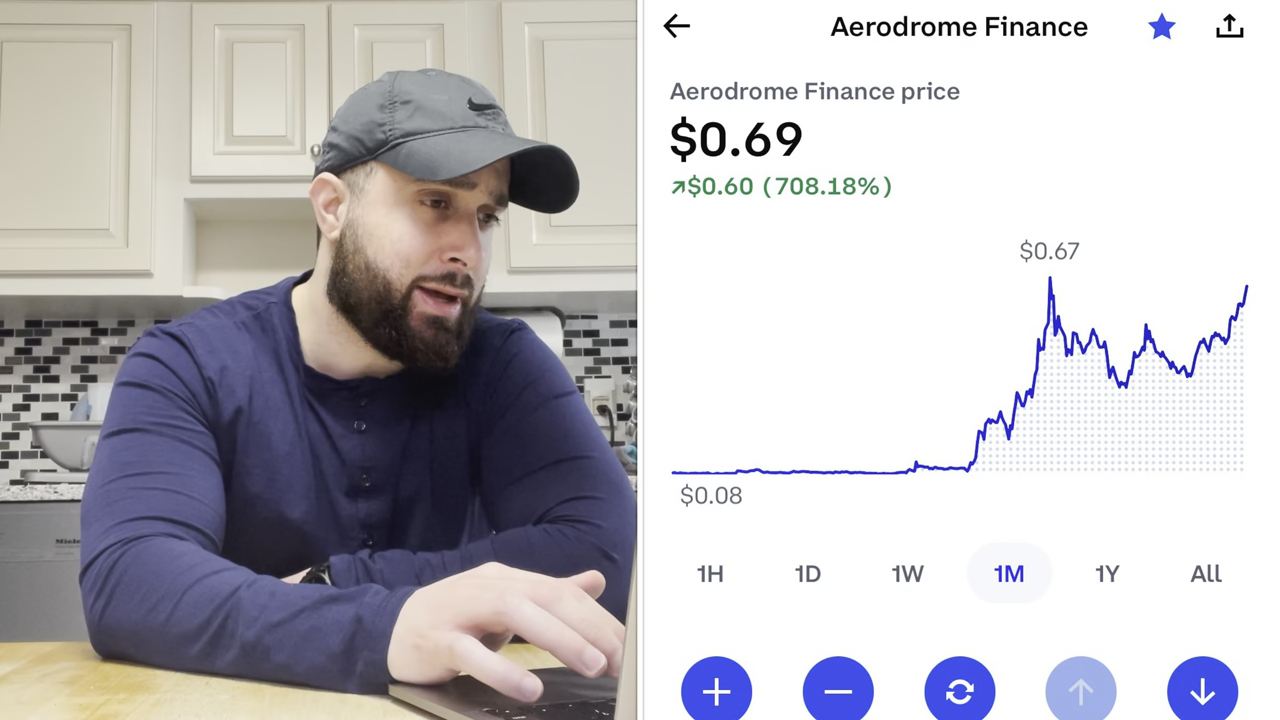 Miele
Aerodrome Finance
Aerodrome Finance price
$0.69
↗$0.60 (708.18%)
$0.67
$0.08
1H 1D 1W 1M 1Y All